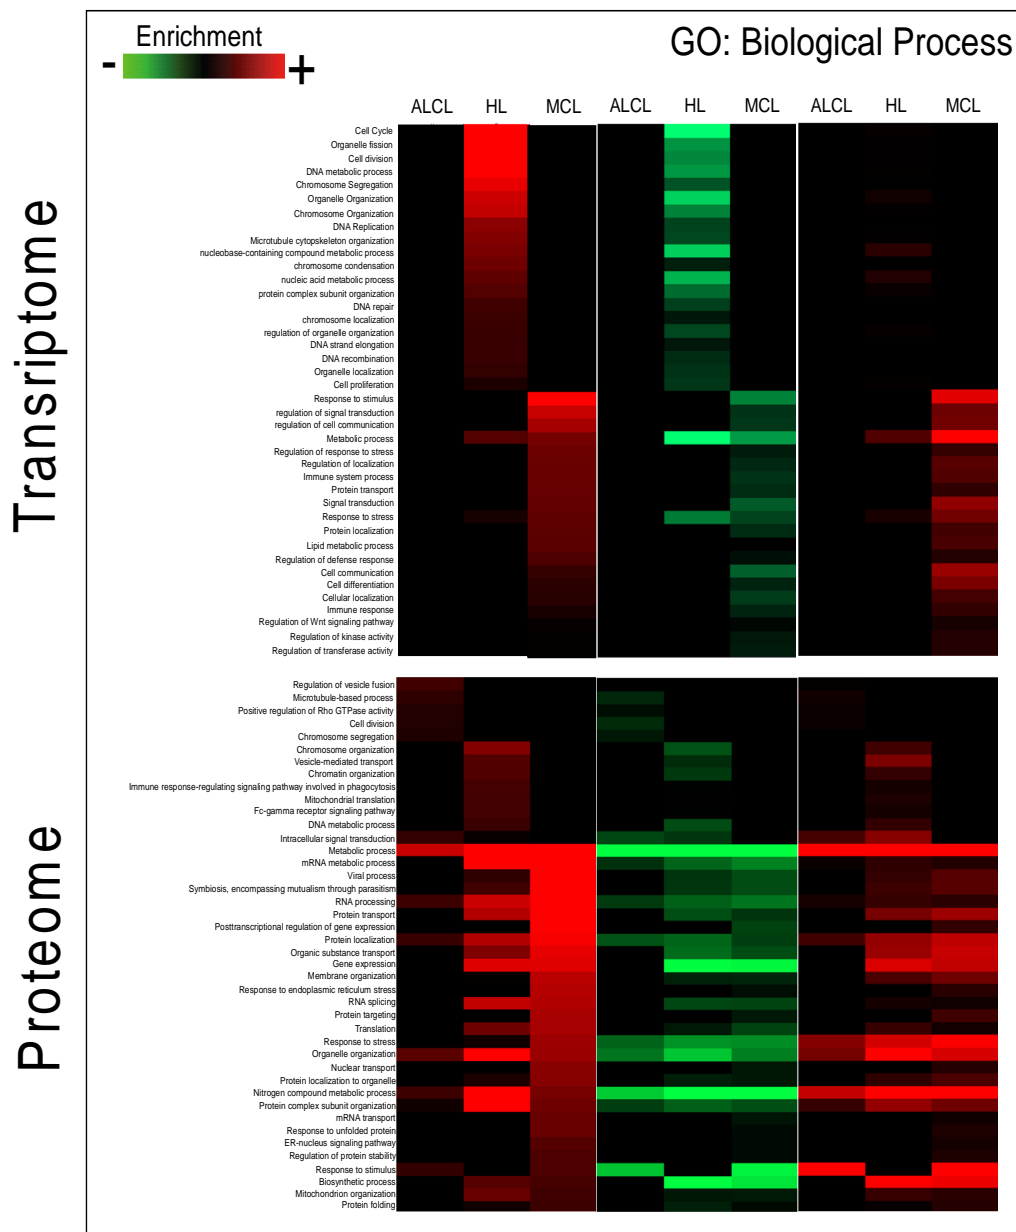 Enrichment
GO: Biological Process
- +
ALCL HL MCL ALCL HL MCL ALCL HL MCL
Transcriptome
Cell Cycle
Organelle fission
Cell division
DNA metabolic process
Chromosome Segregation
Organelle Organization
Chromosome Organization
DNA Replication
Microtubule cytopskeleton organization
nucleobase-containing compound metabolic process
chromosome condensation
nucleic acid metabolic process
protein complex subunit organization
DNA repair
chromosome localization
regulation of organelle organization
DNA strand elongation
DNA recombination
Organelle localization
Cell proliferation
Response to stimulus
regulation of signal transduction
regulation of cell communication
Metabolic process
Regulation of response to stress
Regulation of localization
Immune system process
Protein transport
Signal transduction
Response to stress
Protein localization
Lipid metabolic process
Regulation of defense response
Cell communication
Cell differentiation
Cellular localization
Immune response
Regulation of Wnt signaling pathway
Regulation of kinase activity
Regulation of transferase activity
Proteome
Regulation of vesicle fusion
Microtubule-based process
Positive regulation of Rho GTPase activity
Cell division
Chromosome segregation
Chromosome organization
Vesicle-mediated transport
Chromatin organization
Immune response-regulating signaling pathway involved in phagocytosis
Mitochondrial translation
Fc-gamma receptor signaling pathway
DNA metabolic process
Intracellular signal transduction
Metabolic process
mRNA metabolic process
Viral process
Symbiosis, encompassing mutualism through parasitism
RNA processing
Protein transport
Posttranscriptional regulation of gene expression
Protein localization
Organic substance transport
Gene expression
Membrane organization
Response to endoplasmic reticulum stress
RNA splicing
Protein targeting
Translation
Response to stress
Organelle organization
Nuclear transport
Protein localization to organelle
Nitrogen compound metabolic process
Protein complex subunit organization
mRNA transport
Response to unfolded protein
ER-nucleus signaling pathway
Regulation of protein stability
Response to stimulus
Biosynthetic process
Mitochondrion organization
Protein folding